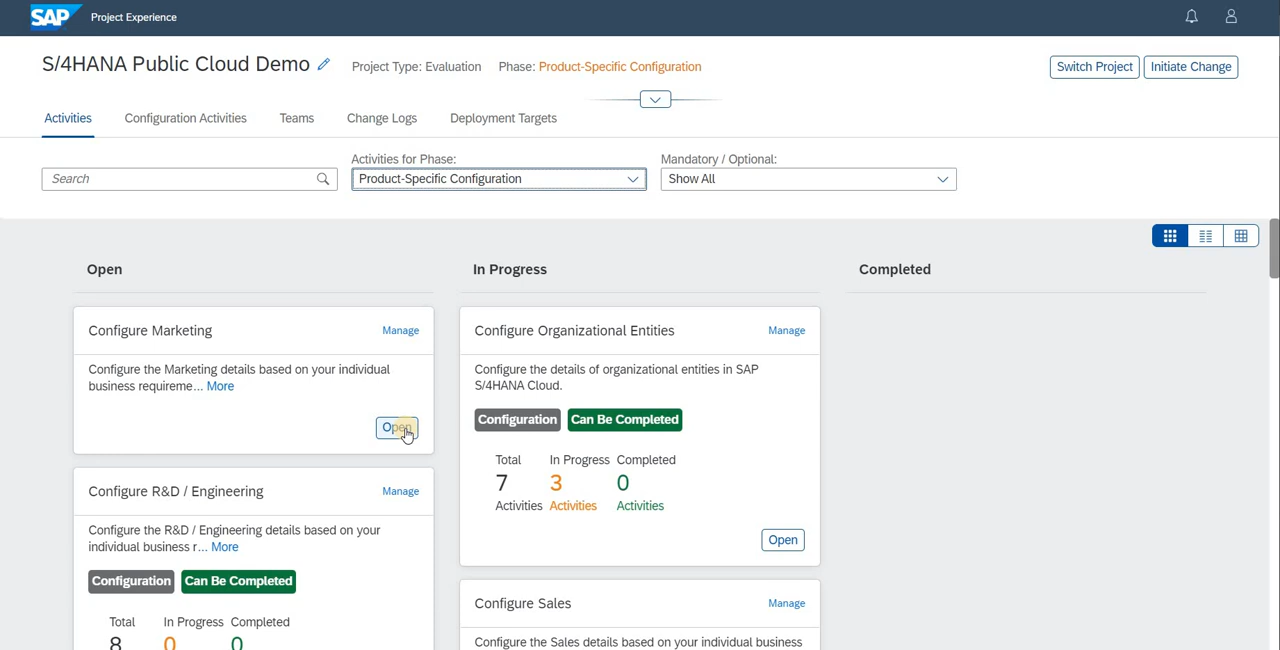 SAP Project Experience
S/4HANA Public Cloud Demo Project Type: Evaluation Phase: Product-Specific Configuration Switch Project Initiate Change
Activities Configuration Activities Teams Change Logs Deployment Targets
Activities for Phase: Mandatory / Optional:
Search Product-Specific Configuration Show All
Open In Progress Completed
Configure Marketing Manage
Configure the Marketing details based on your individual
business requireme... More
Open
Configure R&D / Engineering Manage
Configure the R&D / Engineering details based on your
individual business r... More
Configuration Can Be Completed
Total In Progress Completed
8 0 0
Configure Organizational Entities Manage
Configure the details of organizational entities in SAP
S/4HANA Cloud.
Configuration Can Be Completed
Total In Progress Completed
7 3 0
Activities Activities Activities
Open
Configure Sales Manage
Configure the Sales details based on your individual business